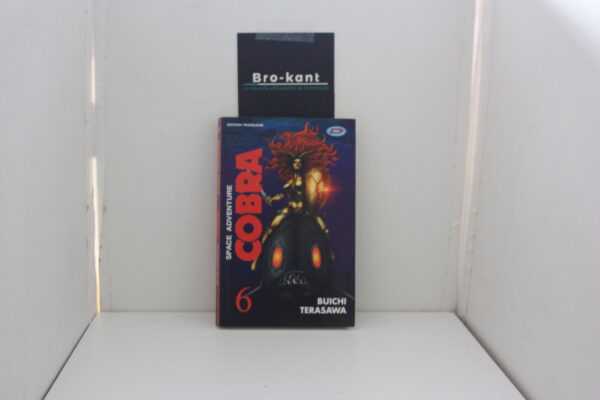 Bro-kant
SPACE ADVENTURE
COBRA
6
BUICHI
TERASAWA